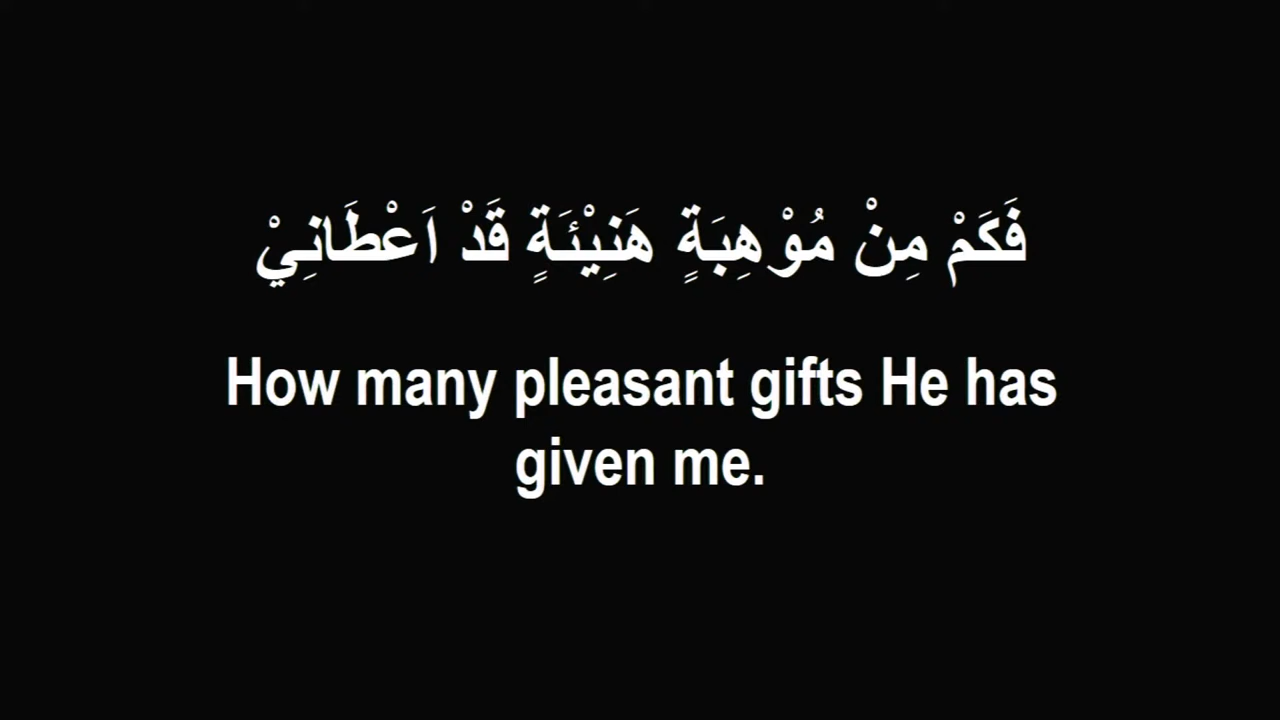 فَكَمْ مِنْ مُوْهِبَةٍ هَنِيْئَةٍ قَدْ اَعْطَانِيْ
How many pleasant gifts He has
given me.